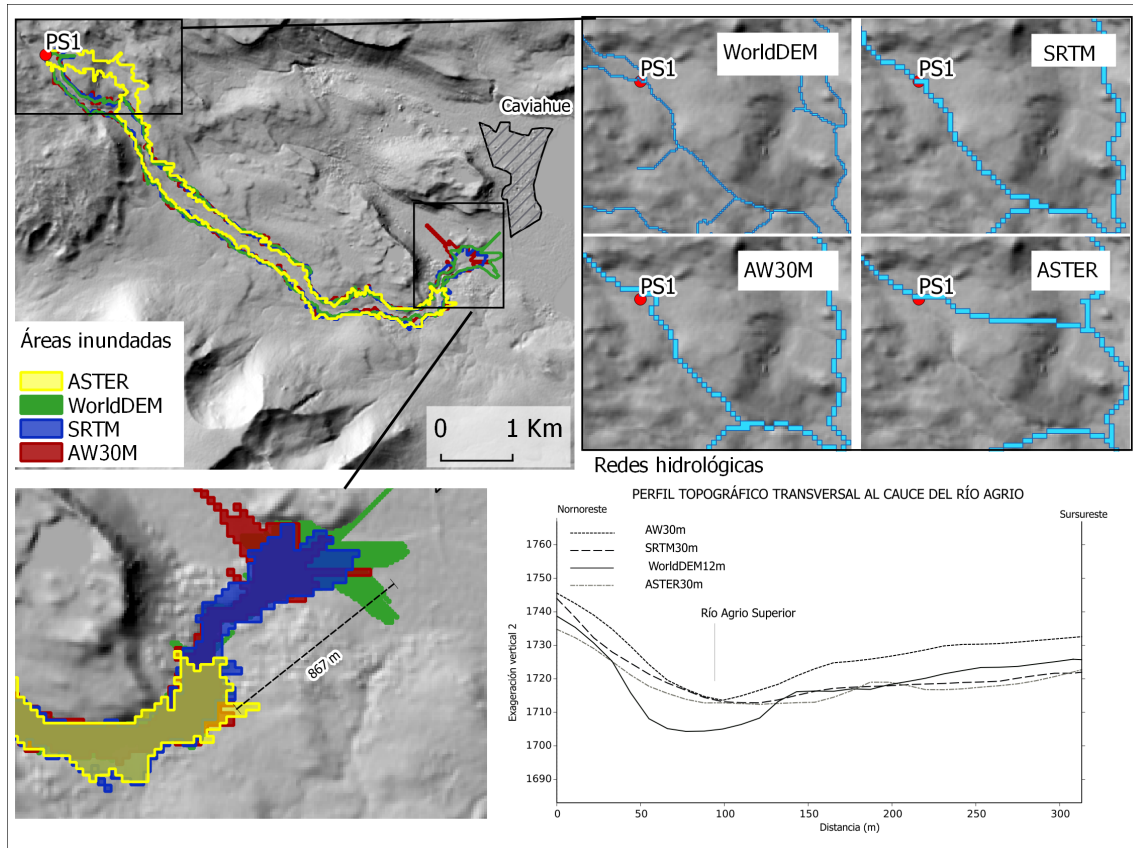 PS1
Caviahue
Áreas inundadas
ASTER
WorldDEM
SRTM
AW30M
0 1 Km
WorldDEM
PS1
SRTM
PS1
AW30M
PS1
ASTER
PS1
Redes hidrológicas
867 m
PERFIL TOPOGRÁFICO TRANSVERSAL AL CAUCE DEL RÍO AGRIO
Nornoreste
Sursureste
AW30m
SRTM30m
WorldDEM12m
ASTER30m
Río Agrio Superior
Exageración vertical 2
1760
1750
1740
1730
1720
1710
1700
1690
0 50 100 150 200 250 300
Distancia (m)